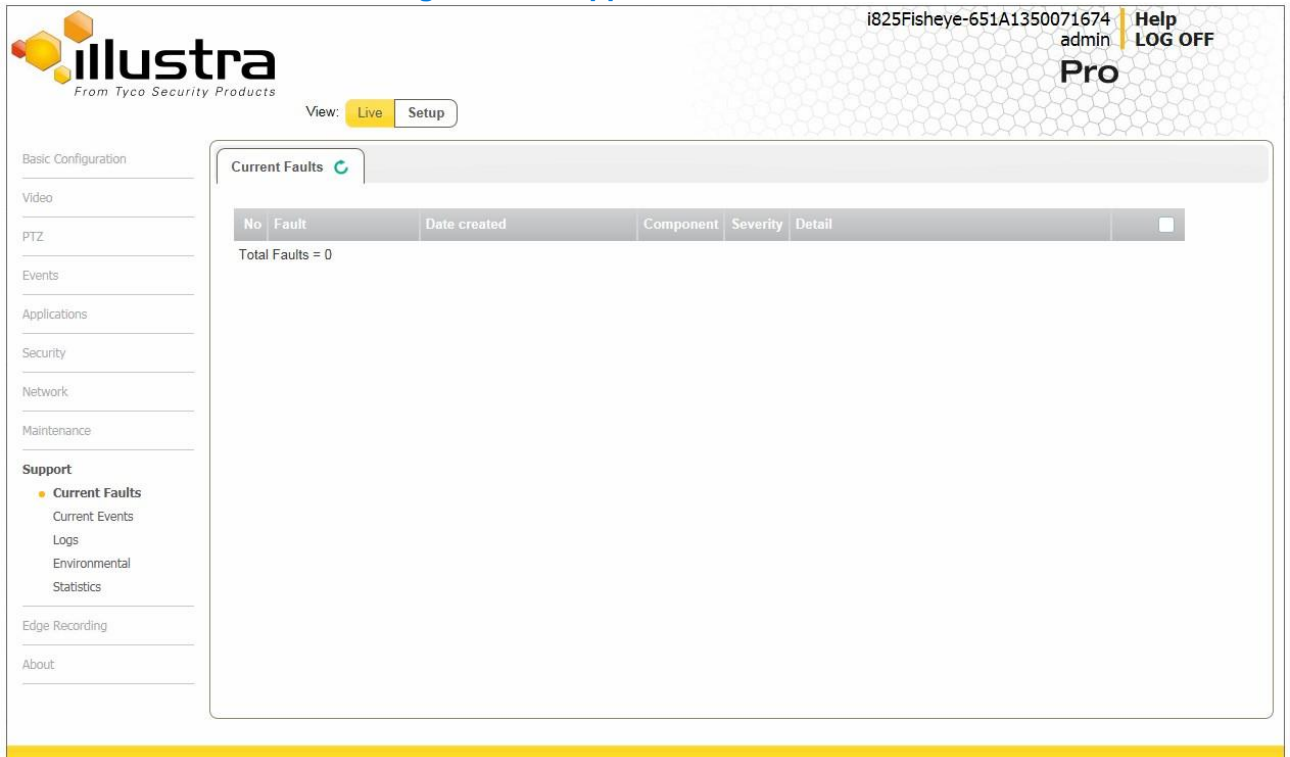 i825Fisheye-651A1350071674 Help
admin LOG OFF
illustra
From Tyco Security Products
Pro
View: Live Setup
Basic Configuration
Video
PTZ
Events
Applications
Security
Network
Maintenance
Support
Current Faults
Current Events
Logs
Environmental
Statistics
Edge Recording
About
Current Faults
No Fault Date created Component Severity Detail
Total Faults = 0